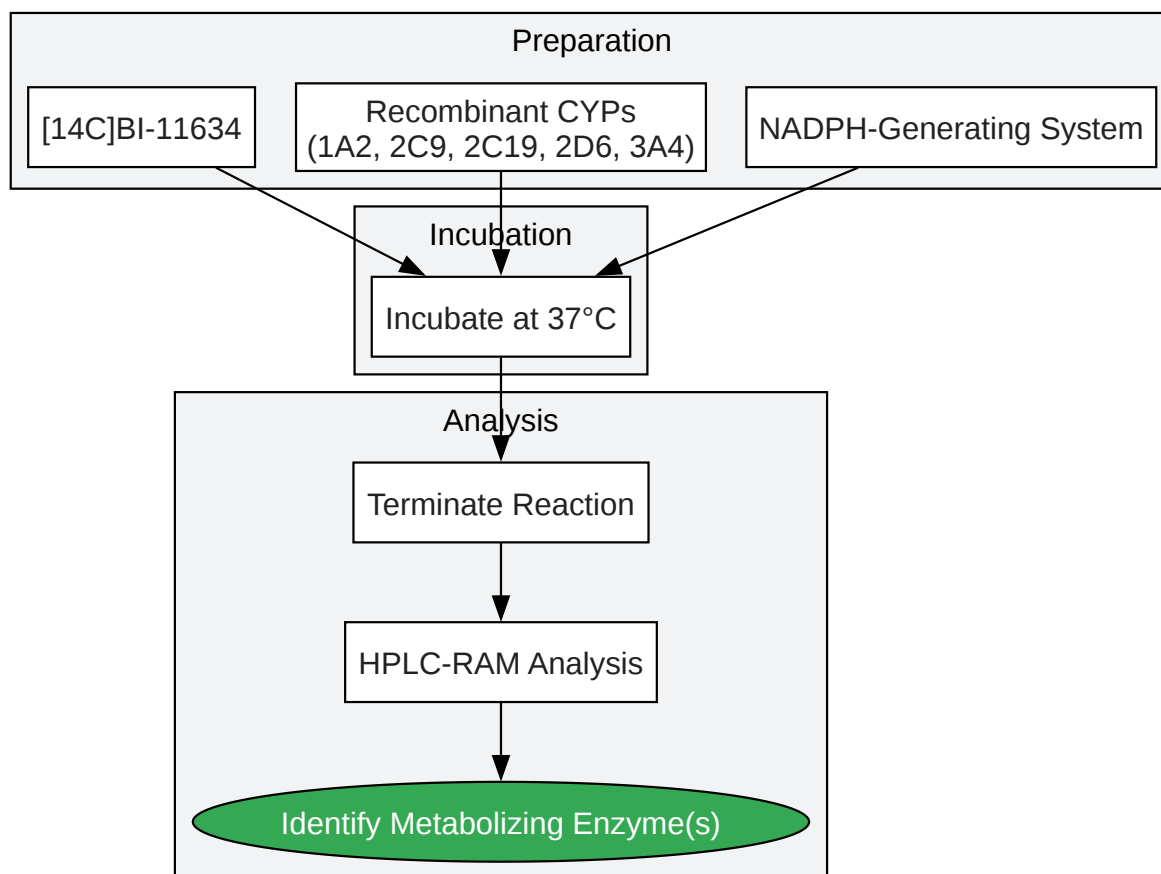 Preparation
[14C]BI-11634
Recombinant CYPs
(1A2, 2C9, 2C19, 2D6, 3A4)
NADPH-Generating System
Incubation
Incubate at 37°C
Analysis
Terminate Reaction
HPLC-RAM Analysis
Identify Metabolizing Enzyme(s)